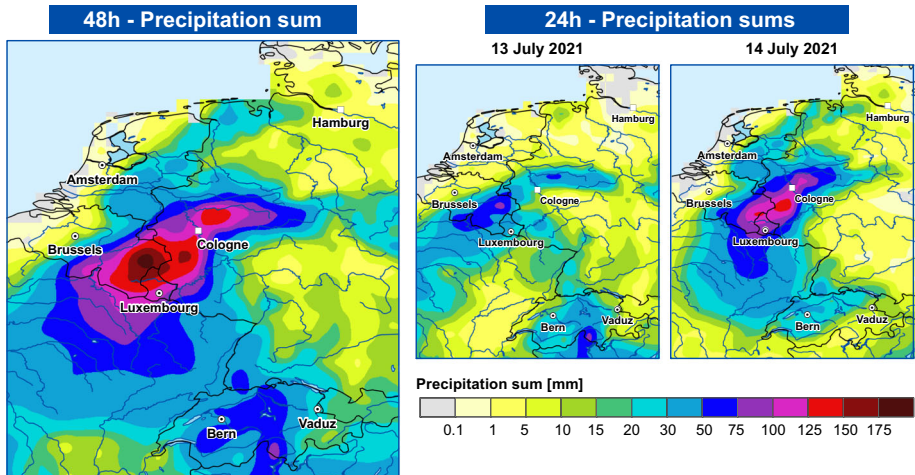 48h - Precipitation sum
24h - Precipitation sums
13 July 2021
14 July 2021
Hamburg
Amsterdam
Brussels
Cologne
Luxembourg
Bern
Vaduz
Hamburg
Amsterdam
Brussels
Cologne
Luxembourg
Bern
Vaduz
Hamburg
Amsterdam
Brussels
Cologne
Luxembourg
Bern
Vaduz
Precipitation sum [mm]
0.1 1 5 10 15 20 30 50 75 100 125 150 175